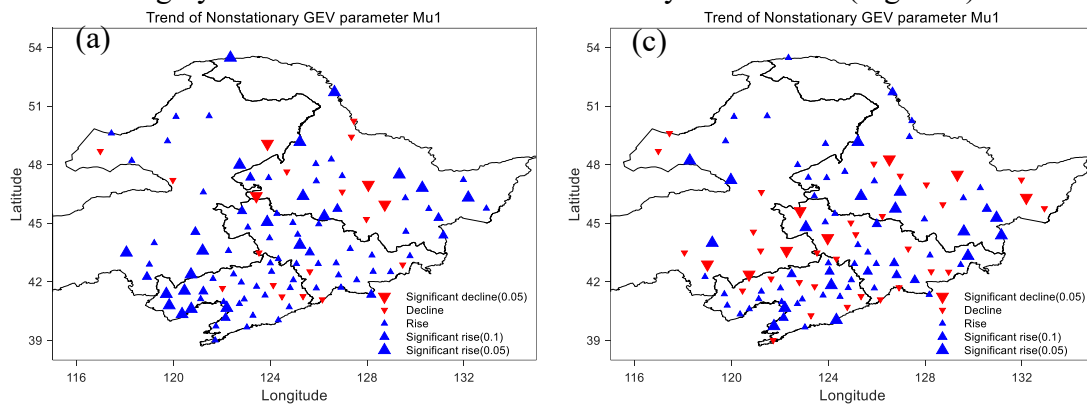 Trend of Nonstationary GEV parameter Mu1
(a)
54
51
48
45
42
39
Latitude
116
120
124
128
132
Longitude
Significant decline(0.05)
Decline
Rise
Significant rise(0.1)
Significant rise(0.05)
Trend of Nonstationary GEV parameter Mu1
(c)
54
51
48
45
42
39
Latitude
116
120
124
128
132
Longitude
Significant decline(0.05)
Decline
Rise
Significant rise(0.1)
Significant rise(0.05)